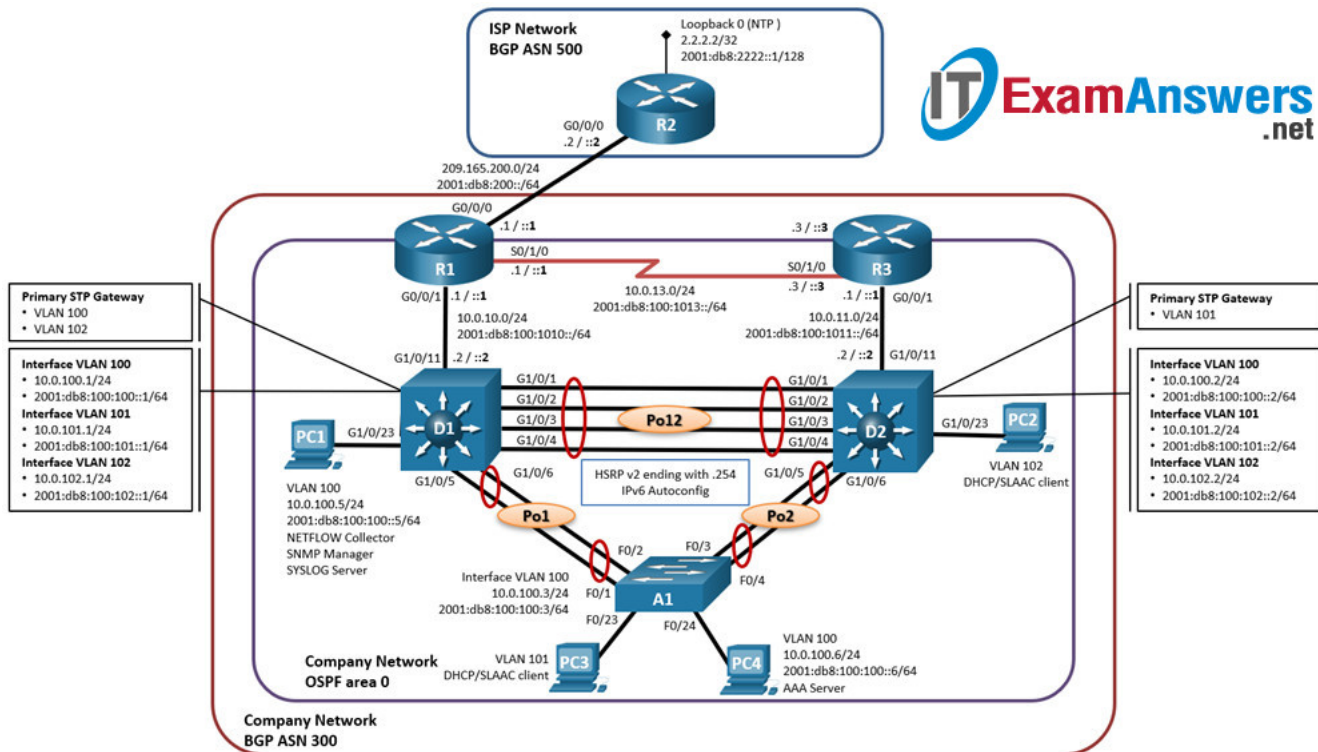 ISP Network
BGP ASN 500
Loopback 0 (NTP )
2.2.2.2/32
2001:db8:2222::1/128
R2
G0/0/0
.2 / ::2
IT ExamAnswers
.net
209.165.200.0/24
2001:db8:200::/64
G0/0/0
.1 / ::1
R1
S0/1/0
.1 / ::1
.3 / ::3
R3
S0/1/0
.3 / ::3
10.0.13.0/24
2001:db8:100:1013::/64
G0/0/1
.1 / ::1
10.0.10.0/24
2001:db8:100:1010::/64
.1 / ::1
G0/0/1
10.0.11.0/24
2001:db8:100:1011::/64
Primary STP Gateway
• VLAN 100
• VLAN 102
Interface VLAN 100
• 10.0.100.1/24
• 2001:db8:100:100::1/64
Interface VLAN 101
• 10.0.101.1/24
• 2001:db8:100:101::1/64
Interface VLAN 102
• 10.0.102.1/24
• 2001:db8:100:102::1/64
Primary STP Gateway
• VLAN 101
Interface VLAN 100
• 10.0.100.2/24
• 2001:db8:100:100::2/64
Interface VLAN 101
• 10.0.101.2/24
• 2001:db8:100:101::2/64
Interface VLAN 102
• 10.0.102.2/24
• 2001:db8:100:102::2/64
G1/0/11
.2 / ::2
.2 / ::2
G1/0/11
G1/0/1
G1/0/2
G1/0/3
G1/0/4
Po12
G1/0/1
G1/0/2
G1/0/3
G1/0/4
D1
D2
PC1
G1/0/23
G1/0/23
PC2
VLAN 102
DHCP/SLAAC client
G1/0/5
G1/0/6
HSRP v2 ending with .254
IPv6 Autoconfig
G1/0/5
G1/0/6
VLAN 100
10.0.100.5/24
2001:db8:100:100::5/64
NETFLOW Collector
SNMP Manager
SYSLOG Server
Po1
Po2
F0/2
F0/1
F0/3
F0/4
Interface VLAN 100
10.0.100.3/24
2001:db8:100:100:3/64
A1
F0/23
F0/24
VLAN 101
DHCP/SLAAC client
PC3
PC4
VLAN 100
10.0.100.6/24
2001:db8:100:100::6/64
AAA Server
Company Network
OSPF area 0
Company Network
BGP ASN 300